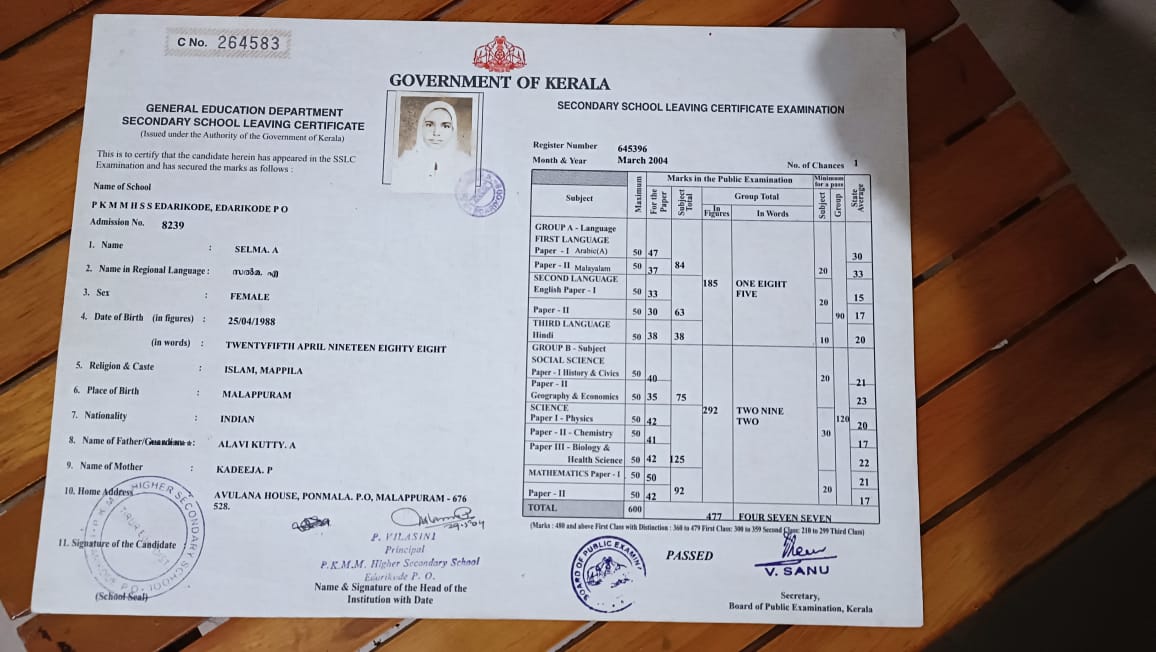 C No. 264583
GOVERNMENT OF KERALA
GENERAL EDUCATION DEPARTMENT
SECONDARY SCHOOL LEAVING CERTIFICATE
(Issued under the Authority of the Government of Kerala)
This is to certify that the candidate herein has appeared in the SSLC
Examination and has secured the marks as follows :
Name of School
P K M M H S S EDARIKODE, EDARIKODE P O
Admission No. 8239
1. Name : SELMA. A
2. Name in Regional Language : സല്‍മ. എ
3. Sex : FEMALE
4. Date of Birth (in figures) : 25/04/1988
(in words) : TWENTYFIFTH APRIL NINETEEN EIGHTY EIGHT
5. Religion & Caste : ISLAM, MAPPILA
6. Place of Birth : MALAPPURAM
7. Nationality : INDIAN
8. Name of Father/Guardian : ALAVI KUTTY. A
9. Name of Mother : KADEEJA. P
10. Home Address AVULANA HOUSE, PONMALA. P.O, MALAPPURAM - 676
528.
11. Signature of the Candidate
(School Seal)
P. VILASINI
Principal
P.K.M.M. Higher Secondary School
Edarikode P. O.
Name & Signature of the Head of the
Institution with Date
SECONDARY SCHOOL LEAVING CERTIFICATE EXAMINATION
Register Number 645396
Month & Year March 2004
No. of Chances 1
Subject Maximum Marks in the Public Examination Minimum for a pass State Average
For the Paper Subject Total Group Total Subject Group
In Figures In Words
GROUP A - Language
FIRST LANGUAGE
Paper - I Arabic(A) 50 47 30
Paper - II Malayalam 50 37 84 20 33
SECOND LANGUAGE 185 ONE EIGHT FIVE
English Paper - I 50 33 15
Paper - II 50 30 63 20 90 17
THIRD LANGUAGE
Hindi 50 38 38 10 20
GROUP B - Subject
SOCIAL SCIENCE
Paper - I History & Civics 50 40 20 21
Paper - II
Geography & Economics 50 35 75 23
SCIENCE 292 TWO NINE TWO
Paper I - Physics 50 42 120 20
Paper - II - Chemistry 50 41 30 17
Paper III - Biology &
Health Science 50 42 125 22
MATHEMATICS Paper - I 50 50 21
Paper - II 50 42 92 20 17
TOTAL 600 477 FOUR SEVEN SEVEN
(Marks : 480 and above First Class with Distinction : 360 to 479 First Class: 300 to 359 Second Class: 210 to 299 Third Class)
BOARD OF PUBLIC EXAMINA
PASSED
V. SANU
Secretary,
Board of Public Examination, Kerala